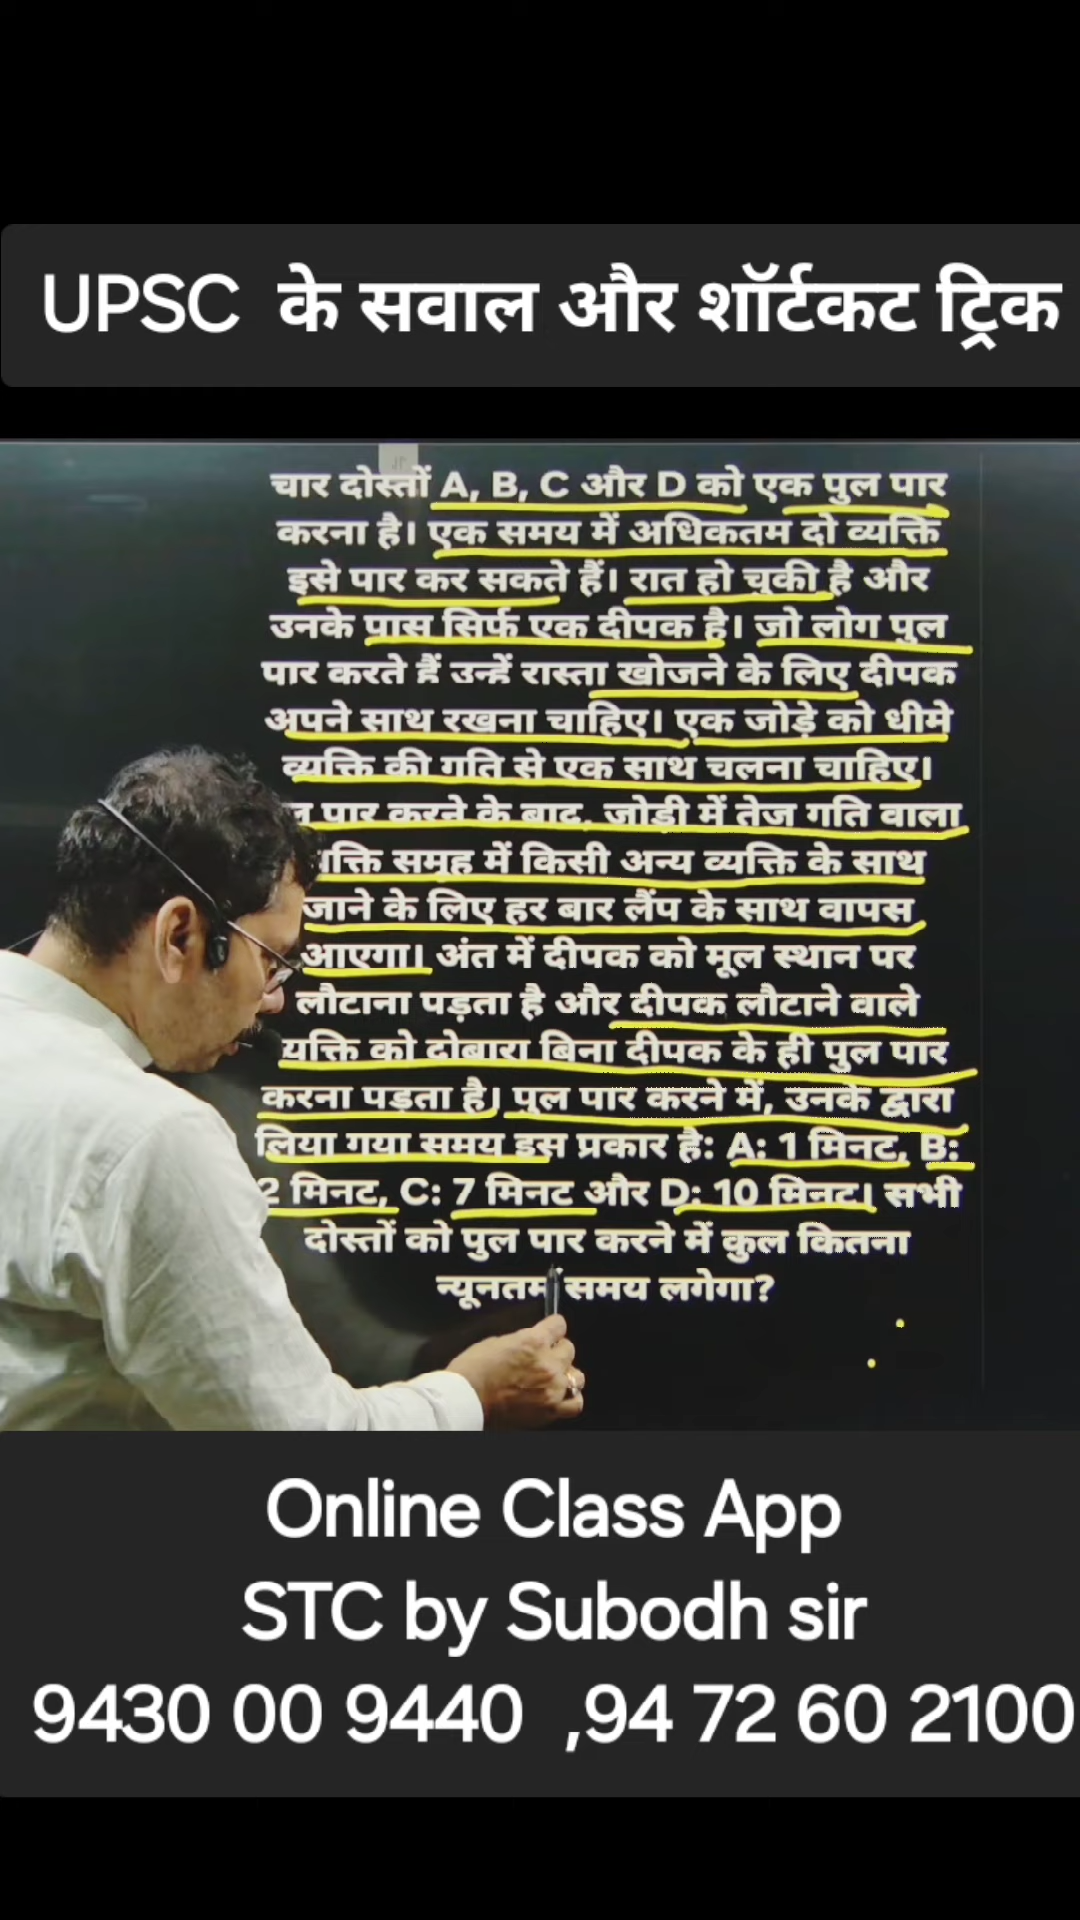 UPSC के सवाल और शॉर्टकट ट्रिक
चार दोस्तों A, B, C और D को एक पुल पार
करना है। एक समय में अधिकतम दो व्यक्ति
इसे पार कर सकते हैं। रात हो चुकी है और
उनके पास सिर्फ एक दीपक है। जो लोग पुल
पार करते हैं उन्हें रास्ता खोजने के लिए दीपक
अपने साथ रखना चाहिए। एक जोड़े को धीमे
व्यक्ति की गति से एक साथ चलना चाहिए।
पार करने के बाद, जोड़ी में तेज गति वाला
समूह में किसी अन्य व्यक्ति के साथ
जाने के लिए हर बार लैंप के साथ वापस
आएगा। अंत में दीपक को मूल स्थान पर
लौटाना पड़ता है और दीपक लौटाने वाले
को दोबारा बिना दीपक के ही पुल पार
करना पड़ता है। पुल पार करने में, उनके द्वारा
लिया गया समय इस प्रकार है: A: 1 मिनट, B:
2 मिनट, C: 7 मिनट और D: 10 मिनट। सभी
दोस्तों को पुल पार करने में कुल कितना
न्यूनतम समय लगेगा?
Online Class App
STC by Subodh sir
9430 00 9440 ,94 72 60 2100